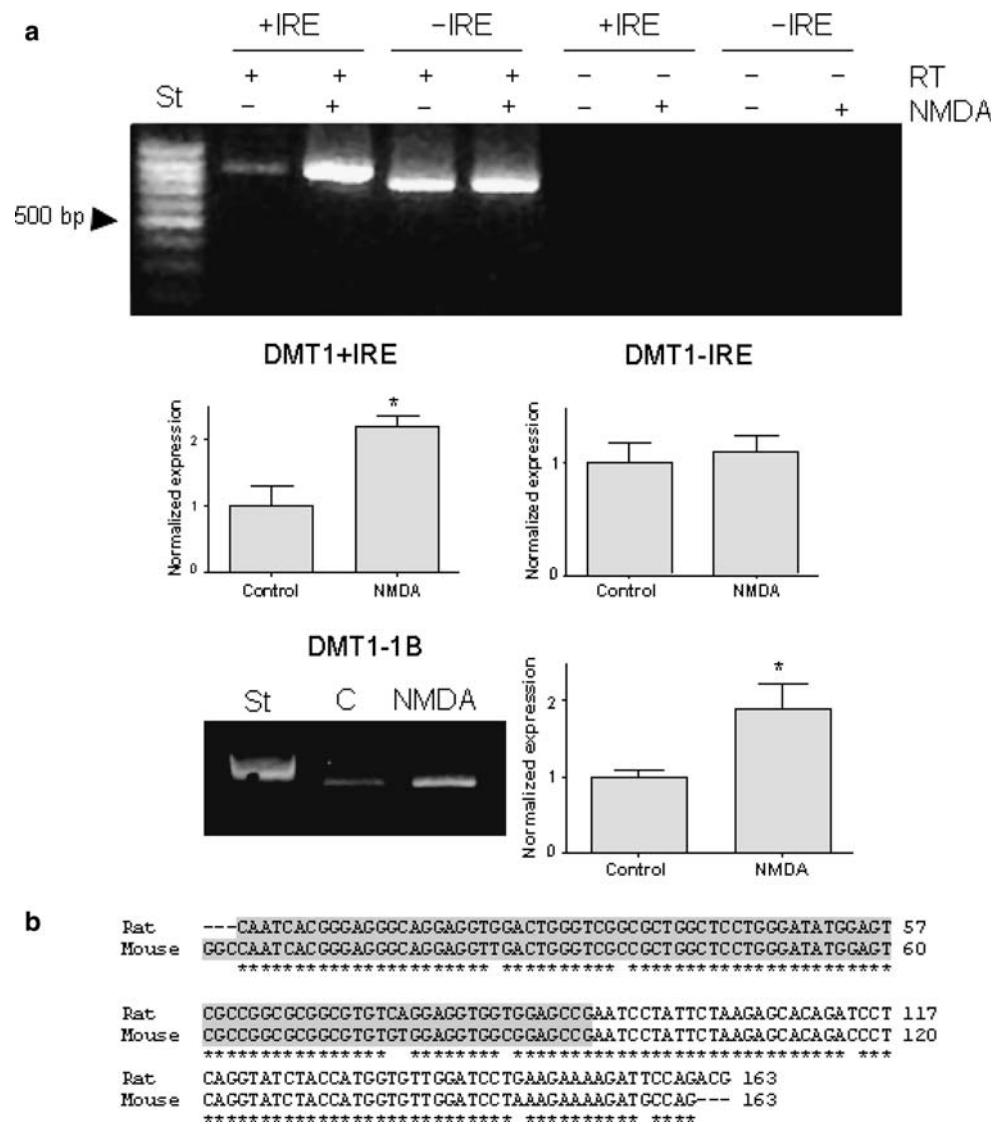 a
+IRE −IRE +IRE −IRE
+ + + + − − − − RT
St − + − + − + − + NMDA
500 bp
DMT1+IRE
Normalized expression
2
1
0
*
Control NMDA
DMT1-IRE
Normalized expression
1
0
Control NMDA
DMT1-1B
St C NMDA
Normalized expression
2
1
0
*
Control NMDA
b
Rat ---CAATCACGGGAGGGCAGGAGGTGGACTGGGTCGGCGCTGGCTCCTGGGATATGGAGT 57
Mouse GGCCAATCACGGGAGGGCAGGAGGTTGACTGGGTCGCCGCTGGCTCCTGGGATATGGAGT 60
********************** ********** ***********************
Rat CGCCGGCGCGGCGTGTCAGGAGGTGGTGGAGCCGAATCCTATTCTAAGAGCACAGATCCT 117
Mouse CGCCGGCGCGGCGTGTGTGGAGGTGGCGGAGCCGAATCCTATTCTAAGAGCACAGACCCT 120
**************** ******** ***************************** ***
Rat CAGGTATCTACCATGGTGTTGGATCCTGAAGAAAAGATTCCAGACG 163
Mouse CAGGTATCTACCATGGTGTTGGATCCTAAAGAAAAGATGCCAG--- 163
*************************** ********** ****